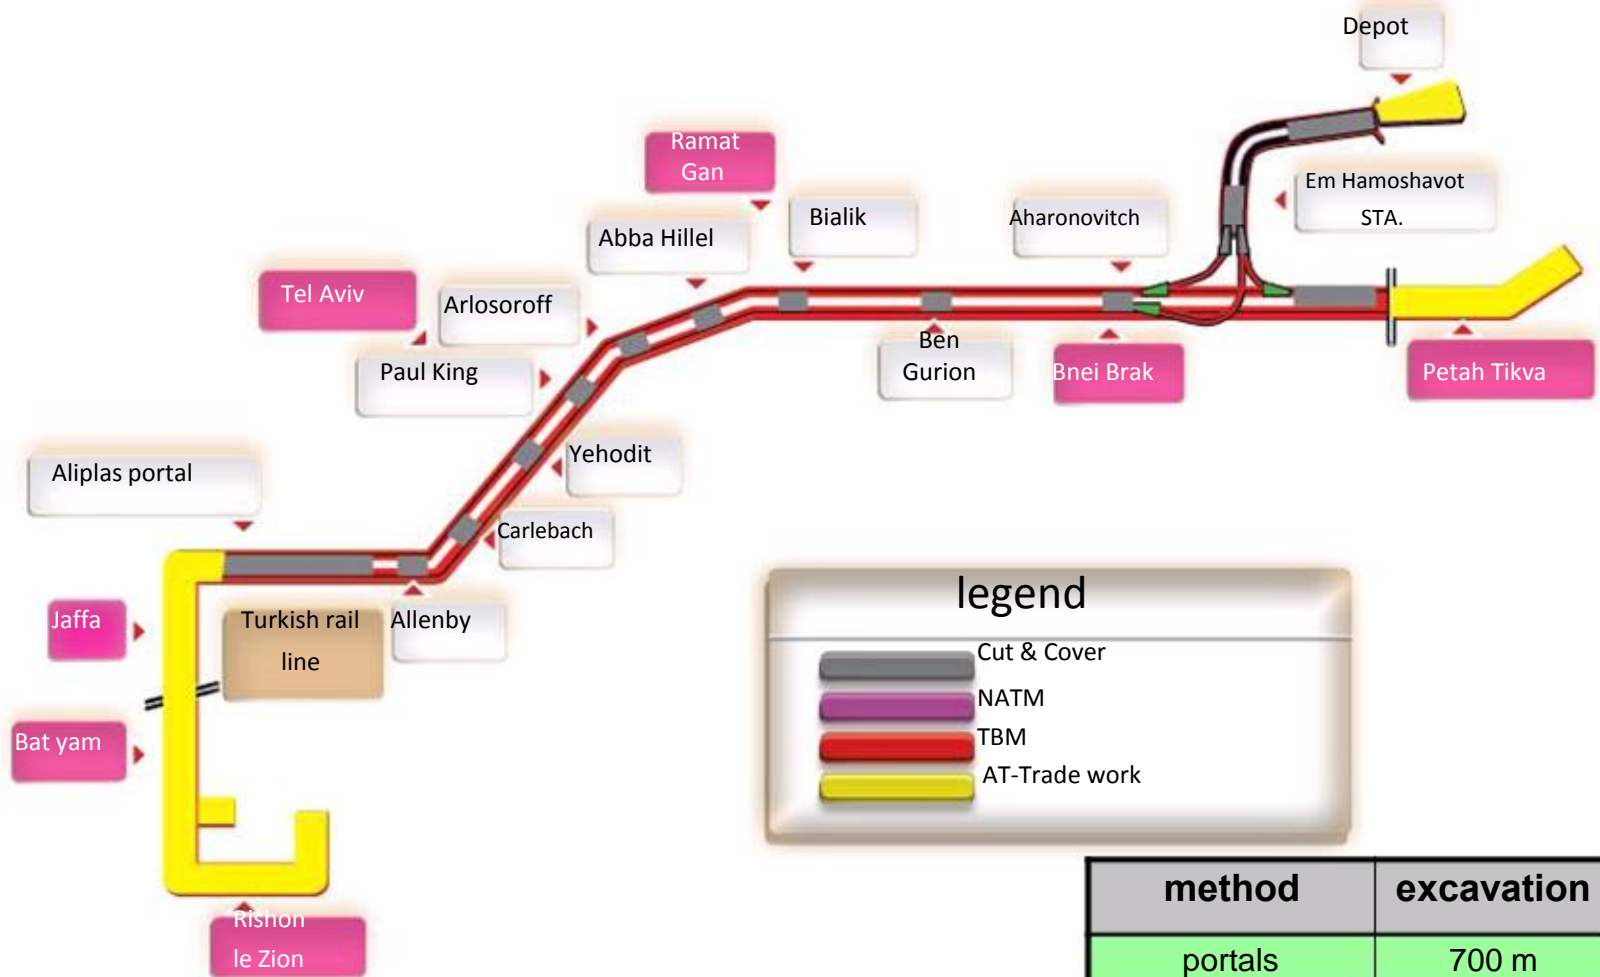 Depot
Ramat
Gan
Em Hamoshavot
STA.
Bialik
Aharonovitch
Abba Hillel
Tel Aviv
Arlosoroff
Ben
Gurion
Paul King
Bnei Brak
Petah Tikva
Yehodit
Aliplas portal
Carlebach
legend
Jaffa
Turkish rail
line
Allenby
Cut & Cover
NATM
TBM
AT-Trade work
Bat yam
Rishon
le Zion
method excavation
portals 700 m